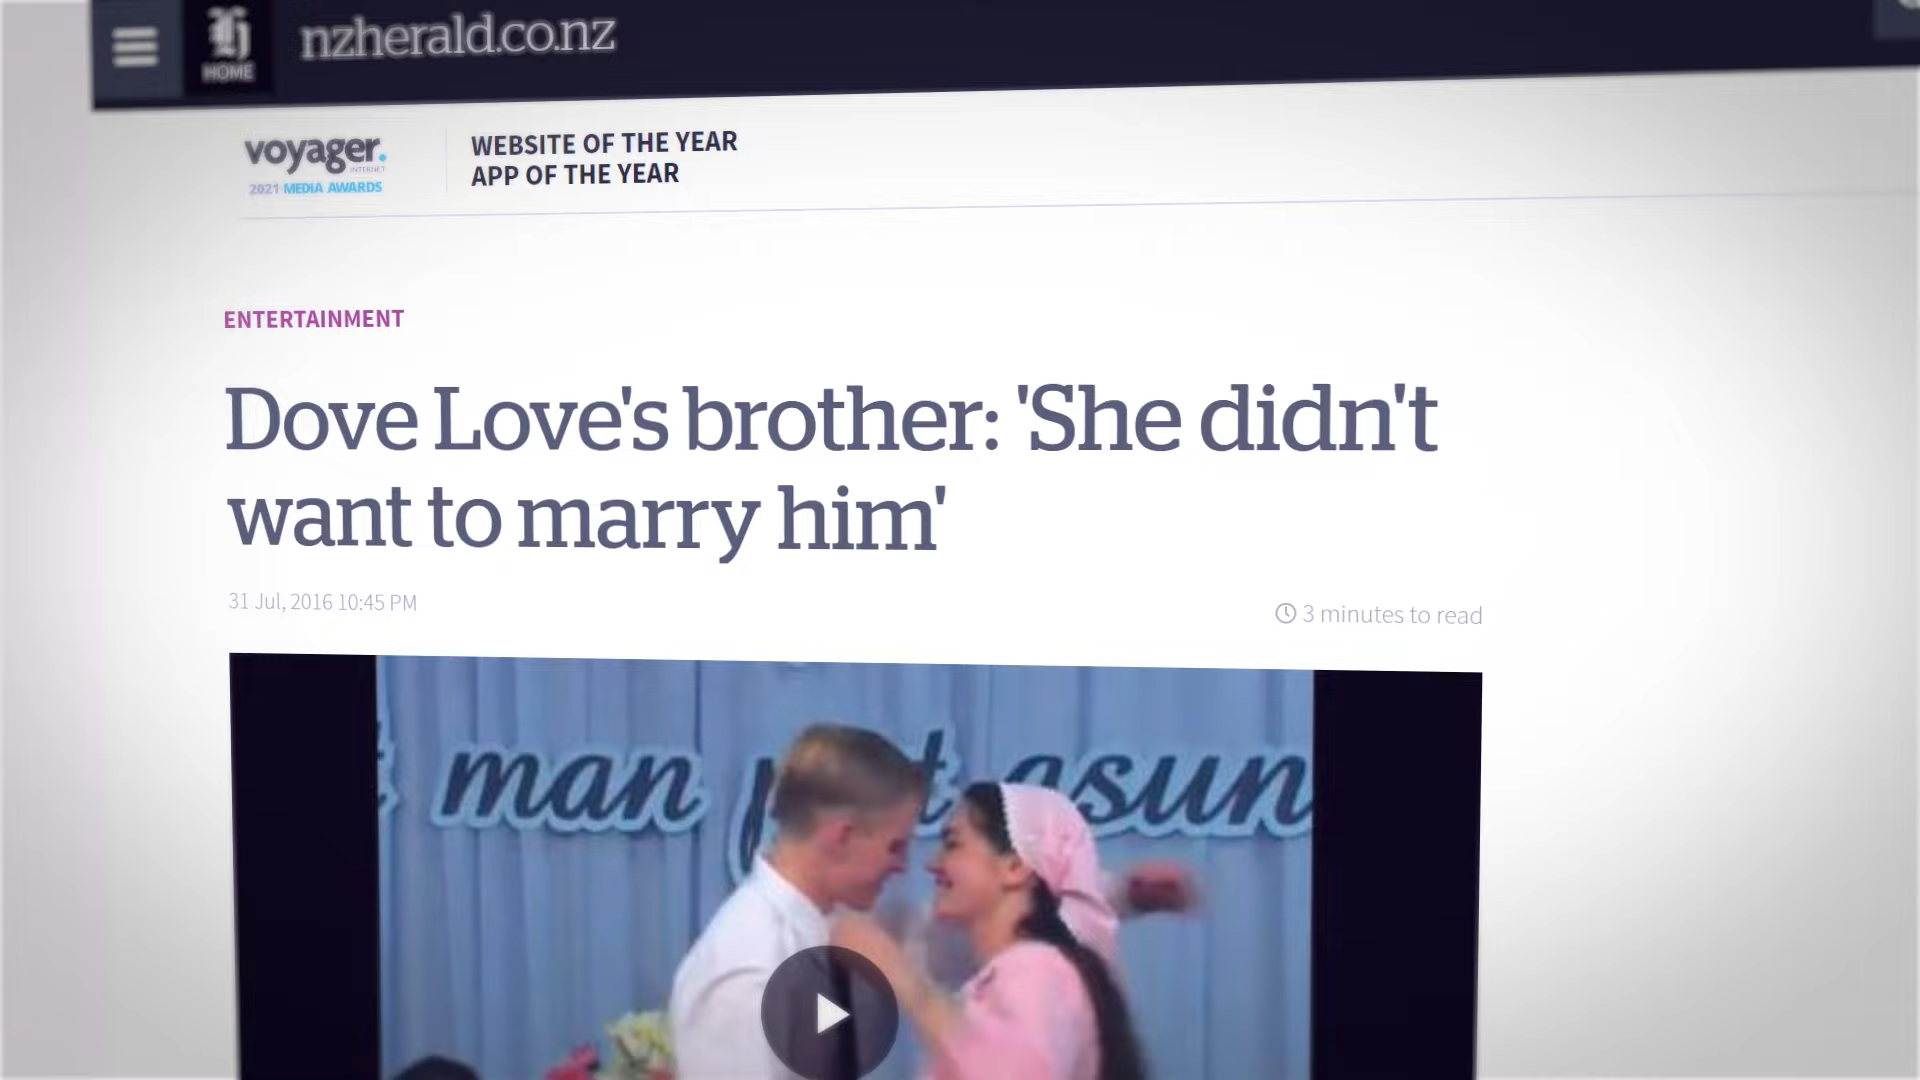 HOME
nzherald.co.nz
voyager.
INTERNET
2021 MEDIA AWARDS
WEBSITE OF THE YEAR
APP OF THE YEAR
ENTERTAINMENT
Dove Love's brother: 'She didn't
want to marry him'
31 Jul, 2016 10:45 PM
3 minutes to read
man asun